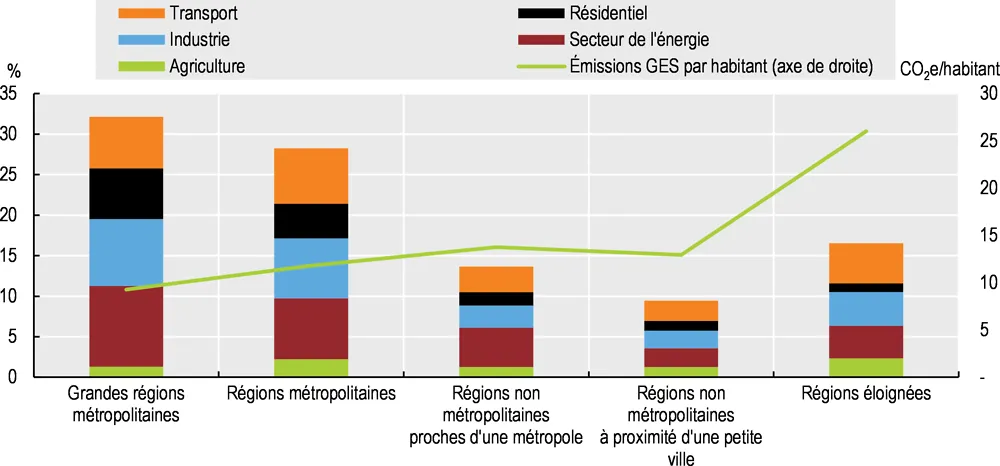 Transport
Résidentiel
Industrie
Secteur de l'énergie
Agriculture
Émissions GES par habitant (axe de droite)
%
CO₂e/habitant
35
30
25
20
15
10
5
0
30
25
20
15
10
5
-
Grandes régions
métropolitaines
Régions métropolitaines
Régions non
métropolitaines
proches d'une métropole
Régions non
métropolitaines
à proximité d'une petite
ville
Régions éloignées